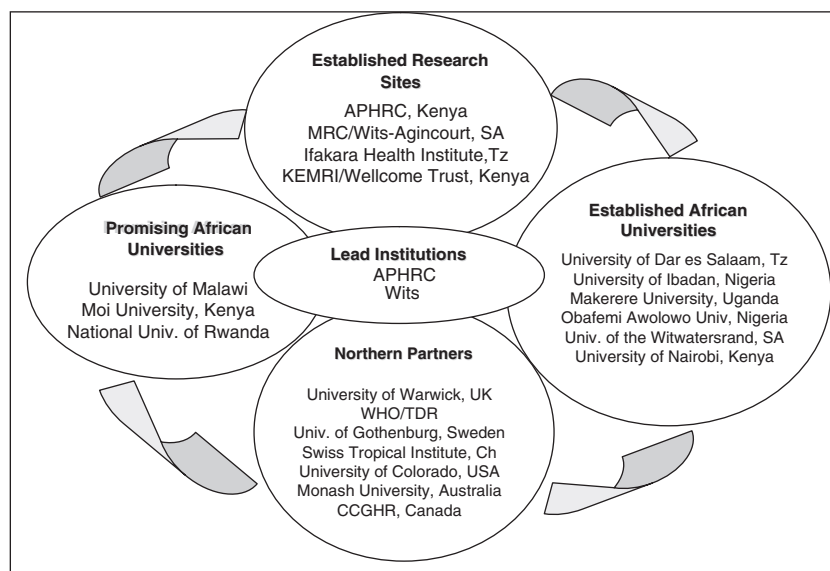 Established Research
Sites
APHRC, Kenya
MRC/Wits-Agincourt, SA
Ifakara Health Institute,Tz
KEMRI/Wellcome Trust, Kenya
Promising African
Universities
University of Malawi
Moi University, Kenya
National Univ. of Rwanda
Lead Institutions
APHRC
Wits
Established African
Universities
University of Dar es Salaam, Tz
University of Ibadan, Nigeria
Makerere University, Uganda
Obafemi Awolowo Univ, Nigeria
Univ. of the Witwatersrand, SA
University of Nairobi, Kenya
Northern Partners
University of Warwick, UK
WHO/TDR
Univ. of Gothenburg, Sweden
Swiss Tropical Institute, Ch
University of Colorado, USA
Monash University, Australia
CCGHR, Canada